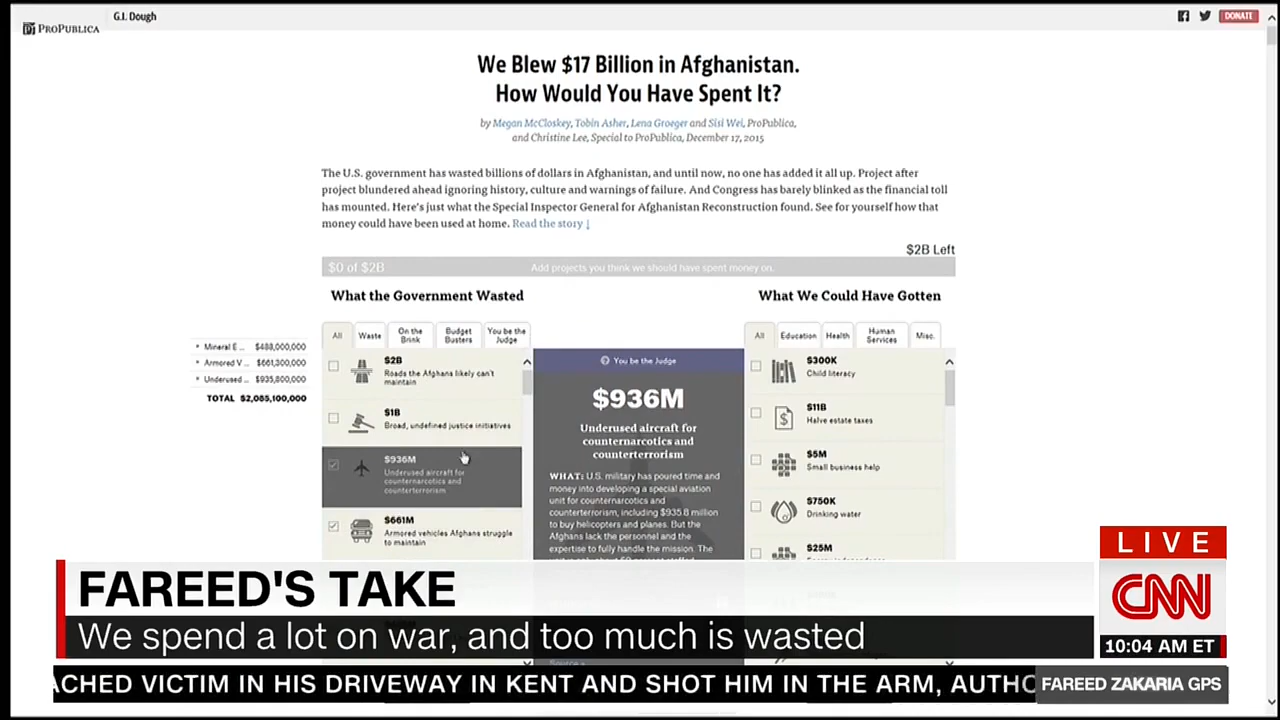 G.I. Dough
PROPUBLICA
DONATE
We Blew $17 Billion in Afghanistan.
How Would You Have Spent It?
by Megan McCloskey, Tobin Asher, Lena Groeger and Sisi Wei, ProPublica,
and Christine Lee, Special to ProPublica, December 17, 2015
The U.S. government has wasted billions of dollars in Afghanistan, and until now, no one has added it all up. Project after
project blundered ahead ignoring history, culture and warnings of failure. And Congress has barely blinked as the financial toll
has mounted. Here's just what the Special Inspector General for Afghanistan Reconstruction found. See for yourself how that
money could have been used at home. Read the story ↓
$2B Left
$0 of $2B
Add projects you think we should have spent money on.
What the Government Wasted
What We Could Have Gotten
All
Waste
On the
Brink
Budget
Busters
You be the
Judge
All
Education
Health
Human
Services
Misc.
Mineral E... $488,000,000
Armored V... $661,300,000
Underused... $935,800,000
TOTAL $2,085,100,000
$2B
Roads the Afghans likely can't
maintain
$1B
Broad, undefined justice initiatives
$936M
Underused aircraft for
counternarcotics and
counterterrorism
$661M
Armored vehicles Afghans struggle
to maintain
You be the Judge
$936M
Underused aircraft for
counternarcotics and
counterterrorism
WHAT: U.S. military has poured time and
money into developing a special aviation
unit for counternarcotics and
counterterrorism, including $935.8 million
to buy helicopters and planes. But the
Afghans lack the personnel and the
expertise to fully handle the mission. The
$300K
Child literacy
$11B
Halve estate taxes
$5M
Small business help
$750K
Drinking water
$25M
LIVE
CNN
10:04 AM ET
FAREED'S TAKE
We spend a lot on war, and too much is wasted
ACHED VICTIM IN HIS DRIVEWAY IN KENT AND SHOT HIM IN THE ARM, AUTHO
FAREED ZAKARIA GPS